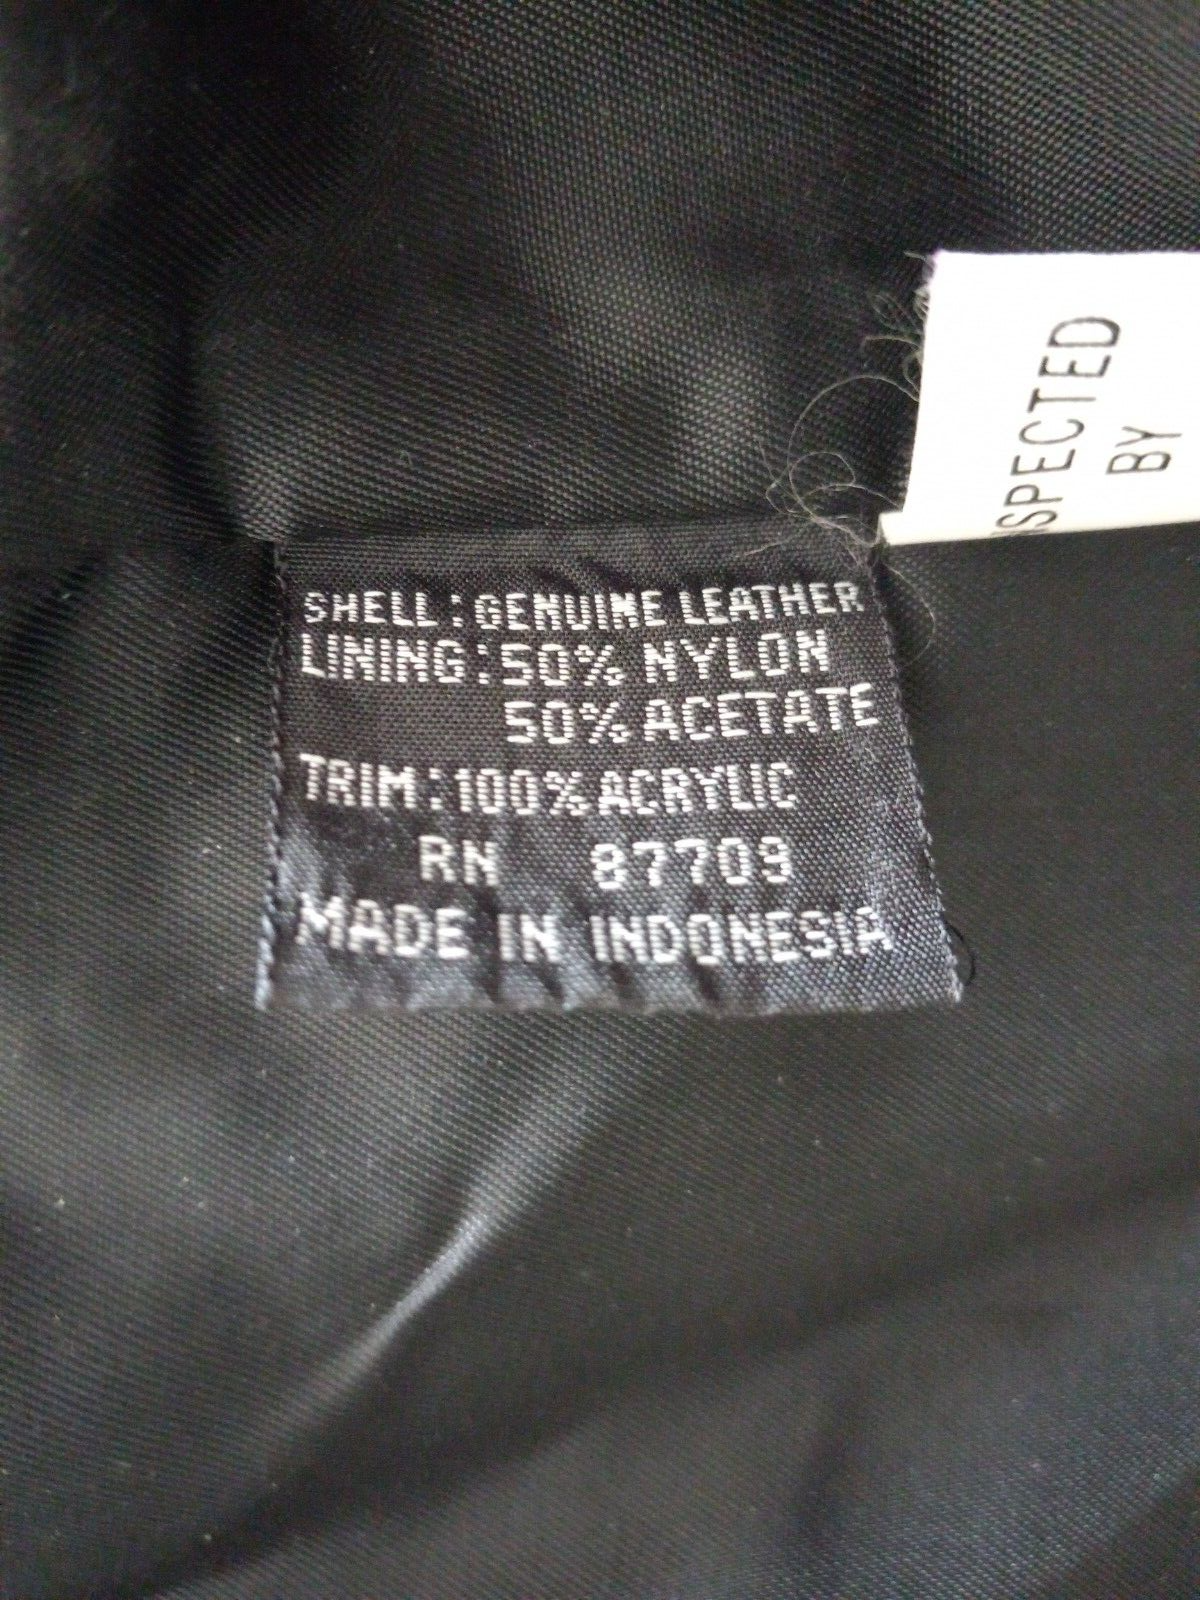 SHELL:GENUINE LEATHER
LINING:50% NYLON
50% ACETATE
TRIM:100% ACRYLIC
RN 87709
MADE IN INDONESIA
SPECTED
BY